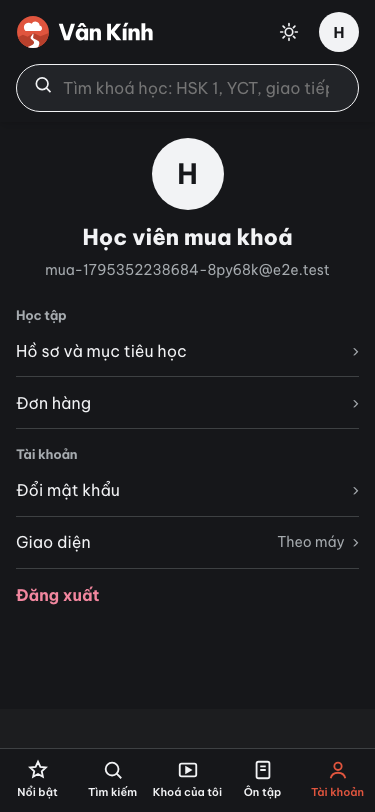 Vân Kính
H
Tìm khoá học: HSK 1, YCT, giao tiếp
H
Học viên mua khoá
mua-1795352238684-8py68k@e2e.test
Học tập
Hồ sơ và mục tiêu học
Đơn hàng
Tài khoản
Đổi mật khẩu
Giao diện Theo máy
Đăng xuất
Nổi bật Tìm kiếm Khoá của tôi Ôn tập Tài khoản